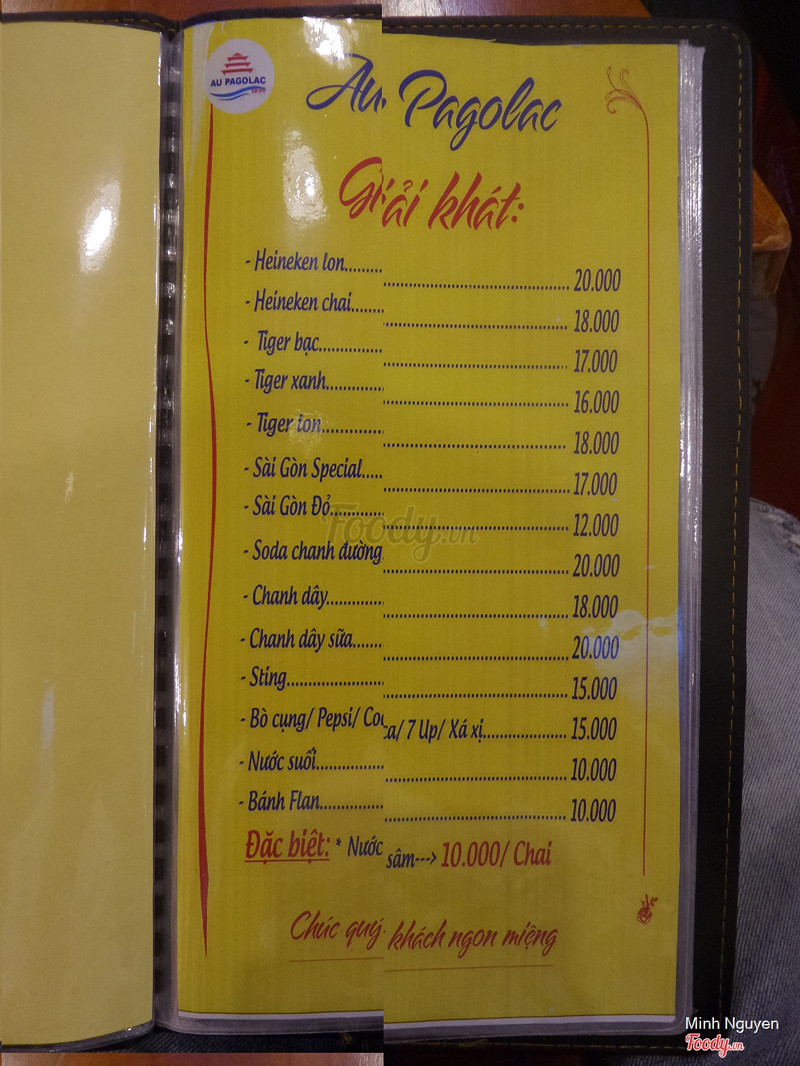 AU PAGOLAC
Au Pagolac
Giải khát:
- Heineken lon........ 20.000
- Heineken chai....... 18.000
- Tiger bạc............. 17.000
- Tiger xanh............ 16.000
- Tiger lon............. 18.000
- Sài Gòn Special..... 17.000
- Sài Gòn Đỏ........... 12.000
- Soda chanh đường. 20.000
- Chanh dây............ 18.000
- Chanh dây sữa...... 20.000
- Sting.................. 15.000
- Bò cụng/ Pepsi/ Coca/ 7 Up/ Xá xị.................. 15.000
- Nước suối............. 10.000
- Bánh Flan............ 10.000
Đặc biệt: * Nước sâm---> 10.000/ Chai
Chúc quý khách ngon miệng
Foody.vn
Minh Nguyen
Foody.vn